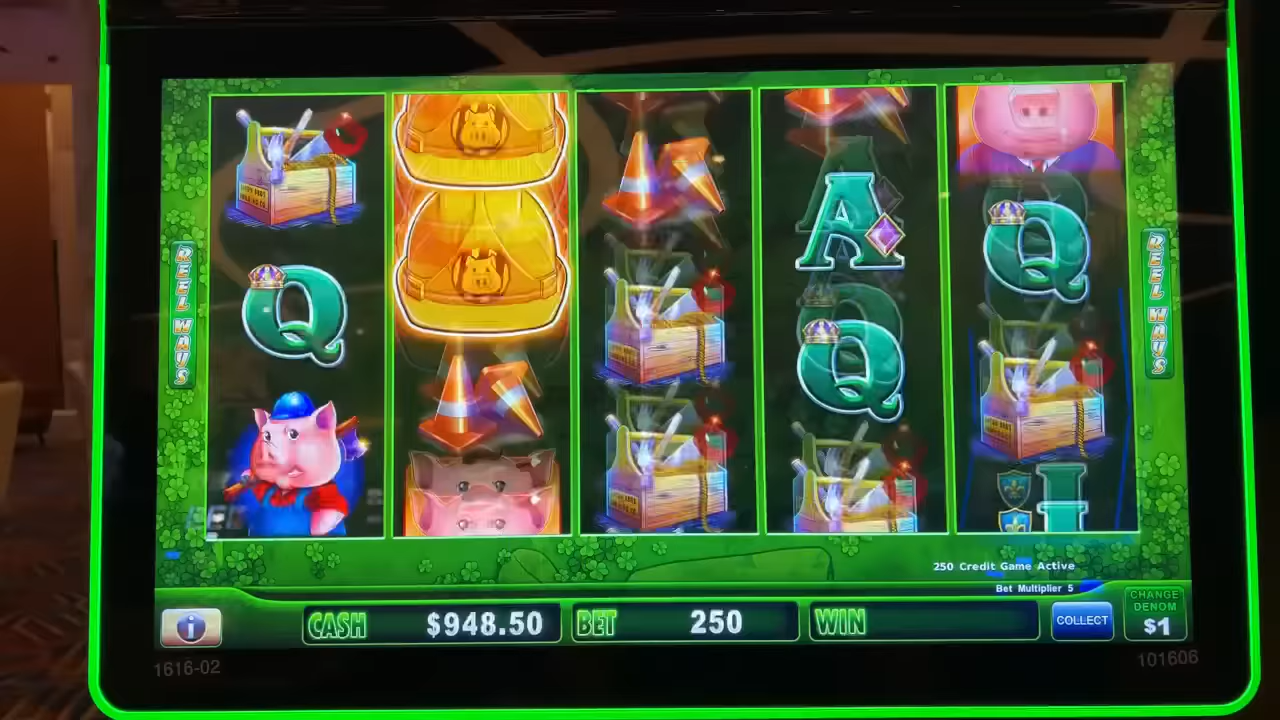 REEL WAYS
REEL WAYS
A
Q
Q
Q
250 Credit Game Active
Bet Multiplier 5
i
CASH $948.50
BET 250
WIN
COLLECT
CHANGE
DENOM
$1
1616-02
101606